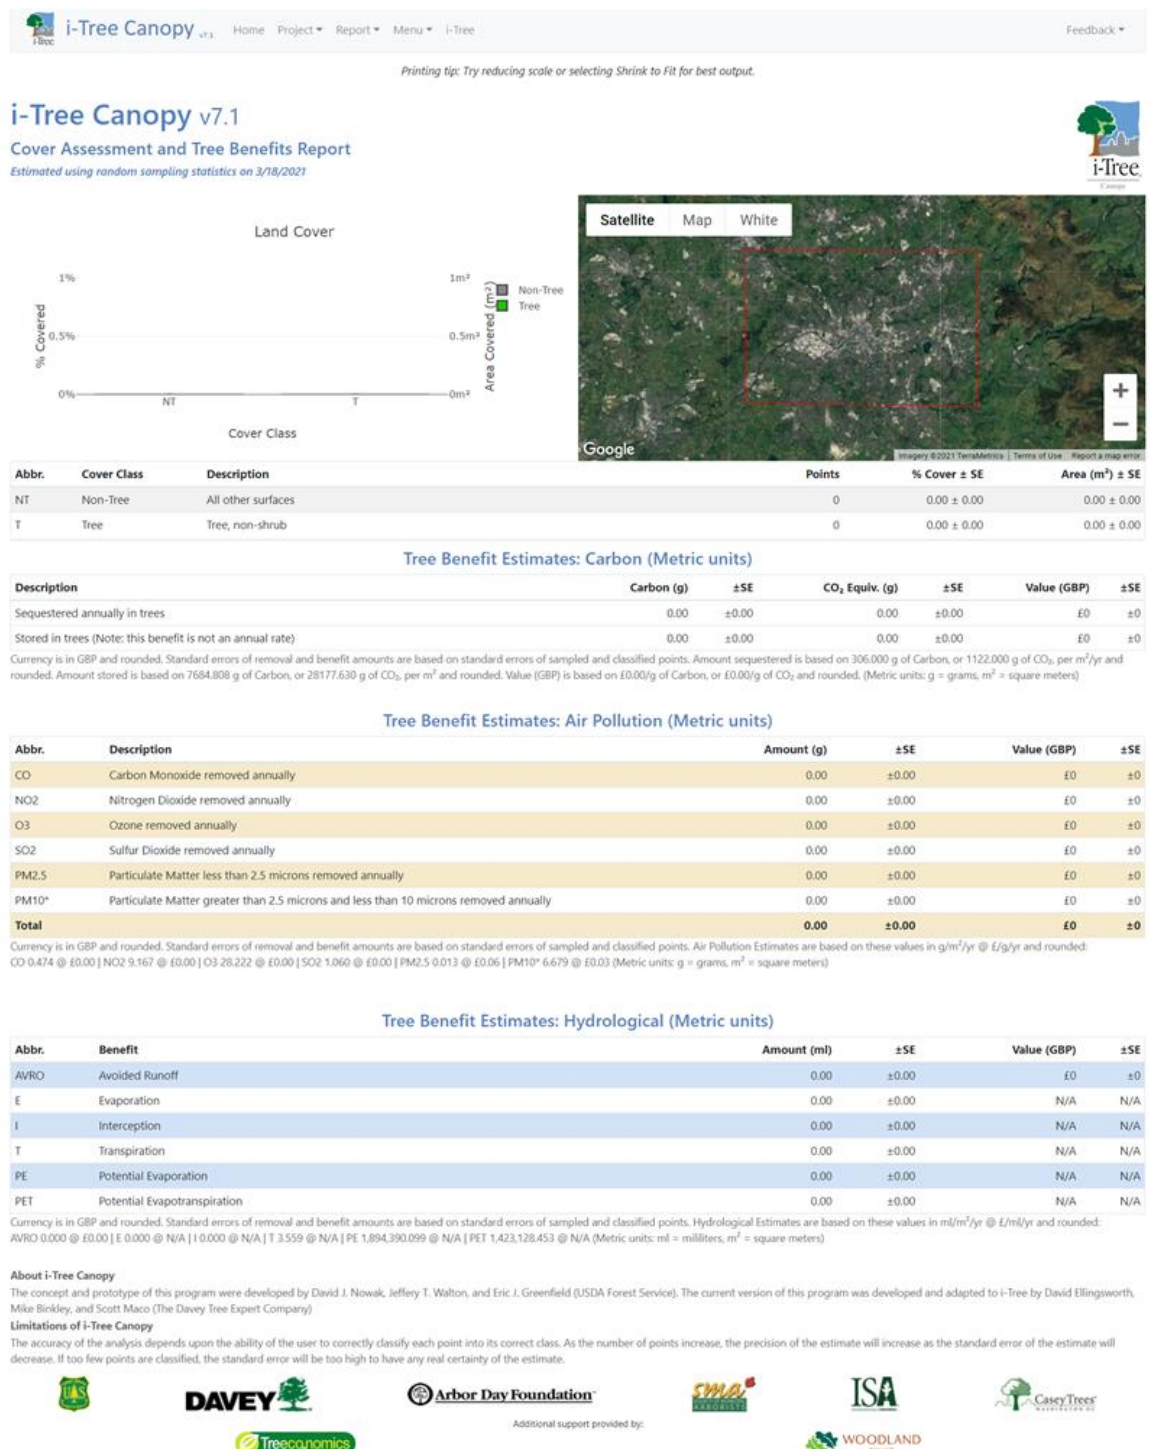 i-Tree Canopy v7.1 Home Project Report Menu i-Tree Feedback
i-Tree
Printing tip: Try reducing scale or selecting Shrink to Fit for best output.
i-Tree Canopy v7.1
Cover Assessment and Tree Benefits Report
Estimated using random sampling statistics on 3/18/2021
i-Tree
Canopy
Land Cover
1% 1m²
0.5% 0.5m²
0% 0m²
% Covered
Area Covered (m²)
NT T
Cover Class
Non-Tree
Tree
Satellite Map White
+
−
Google
Imagery ©2021 TerraMetrics Terms of Use Report a map error
Abbr. Cover Class Description Points % Cover ± SE Area (m²) ± SE
NT Non-Tree All other surfaces 0 0.00 ± 0.00 0.00 ± 0.00
T Tree Tree, non-shrub 0 0.00 ± 0.00 0.00 ± 0.00
Tree Benefit Estimates: Carbon (Metric units)
Description Carbon (g) ±SE CO₂ Equiv. (g) ±SE Value (GBP) ±SE
Sequestered annually in trees 0.00 ±0.00 0.00 ±0.00 £0 ±0
Stored in trees (Note: this benefit is not an annual rate) 0.00 ±0.00 0.00 ±0.00 £0 ±0
Currency is in GBP and rounded. Standard errors of removal and benefit amounts are based on standard errors of sampled and classified points. Amount sequestered is based on 306.000 g of Carbon, or 1122.000 g of CO₂, per m²/yr and
rounded. Amount stored is based on 7684.808 g of Carbon, or 28177.630 g of CO₂, per m² and rounded. Value (GBP) is based on £0.00/g of Carbon, or £0.00/g of CO₂ and rounded. (Metric units: g = grams, m² = square meters)
Tree Benefit Estimates: Air Pollution (Metric units)
Abbr. Description Amount (g) ±SE Value (GBP) ±SE
CO Carbon Monoxide removed annually 0.00 ±0.00 £0 ±0
NO2 Nitrogen Dioxide removed annually 0.00 ±0.00 £0 ±0
O3 Ozone removed annually 0.00 ±0.00 £0 ±0
SO2 Sulfur Dioxide removed annually 0.00 ±0.00 £0 ±0
PM2.5 Particulate Matter less than 2.5 microns removed annually 0.00 ±0.00 £0 ±0
PM10* Particulate Matter greater than 2.5 microns and less than 10 microns removed annually 0.00 ±0.00 £0 ±0
Total 0.00 ±0.00 £0 ±0
Currency is in GBP and rounded. Standard errors of removal and benefit amounts are based on standard errors of sampled and classified points. Air Pollution Estimates are based on these values in g/m²/yr @ £/g/yr and rounded:
CO 0.474 @ £0.00 | NO2 9.167 @ £0.00 | O3 28.222 @ £0.00 | SO2 1.060 @ £0.00 | PM2.5 0.013 @ £0.06 | PM10* 6.679 @ £0.03 (Metric units: g = grams, m² = square meters)
Tree Benefit Estimates: Hydrological (Metric units)
Abbr. Benefit Amount (ml) ±SE Value (GBP) ±SE
AVRO Avoided Runoff 0.00 ±0.00 £0 ±0
E Evaporation 0.00 ±0.00 N/A N/A
I Interception 0.00 ±0.00 N/A N/A
T Transpiration 0.00 ±0.00 N/A N/A
PE Potential Evaporation 0.00 ±0.00 N/A N/A
PET Potential Evapotranspiration 0.00 ±0.00 N/A N/A
Currency is in GBP and rounded. Standard errors of removal and benefit amounts are based on standard errors of sampled and classified points. Hydrological Estimates are based on these values in ml/m²/yr @ £/ml/yr and rounded:
AVRO 0.000 @ £0.00 | E 0.000 @ N/A | I 0.000 @ N/A | T 3.559 @ N/A | PE 1,894,390.099 @ N/A | PET 1,423,128.453 @ N/A (Metric units: ml = milliliters, m² = square meters)
About i-Tree Canopy
The concept and prototype of this program were developed by David J. Nowak, Jeffery T. Walton, and Eric J. Greenfield (USDA Forest Service). The current version of this program was developed and adapted to i-Tree by David Ellingsworth,
Mike Binkley, and Scott Maco (The Davey Tree Expert Company)
Limitations of i-Tree Canopy
The accuracy of the analysis depends upon the ability of the user to correctly classify each point into its correct class. As the number of points increase, the precision of the estimate will increase as the standard error of the estimate will
decrease. If too few points are classified, the standard error will be too high to have any real certainty of the estimate.
UAS DAVEY Arbor Day Foundation sma ISA Casey Trees
ARBORISTS
Additional support provided by:
Treeconomics WOODLAND